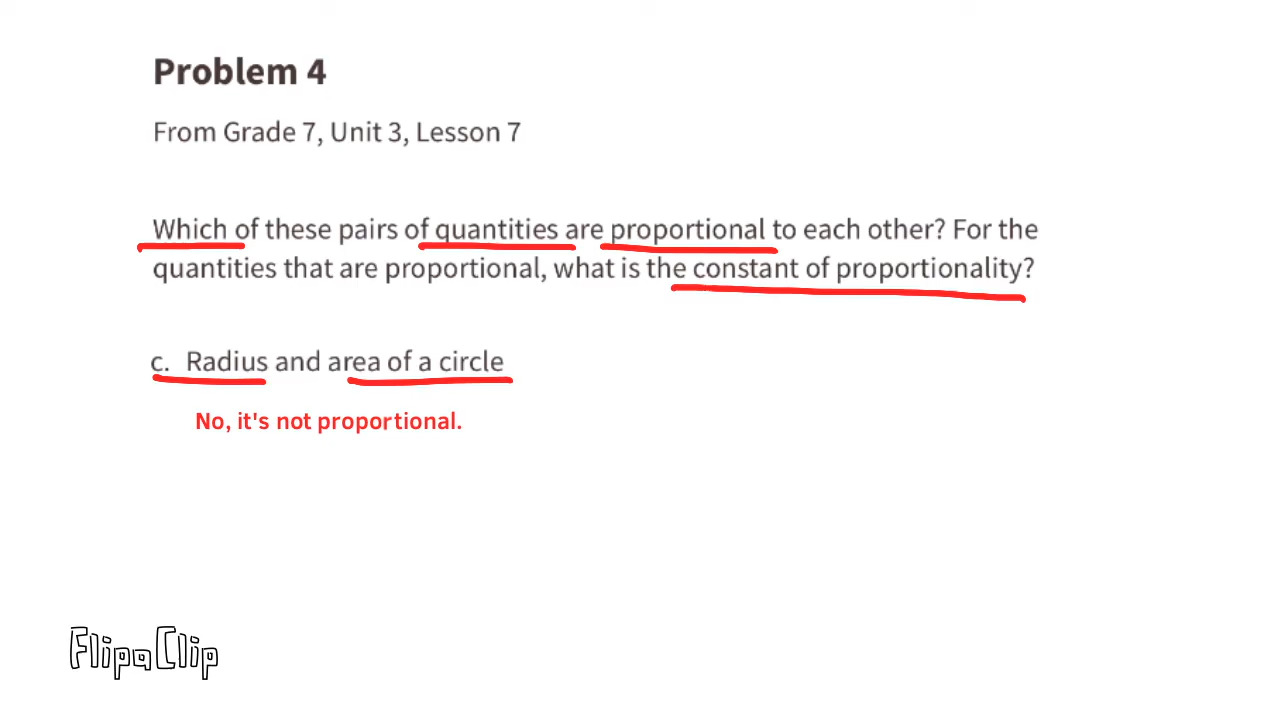 Problem 4
From Grade 7, Unit 3, Lesson 7
Which of these pairs of quantities are proportional to each other? For the
quantities that are proportional, what is the constant of proportionality?
c. Radius and area of a circle
No, it's not proportional.
FlipaClip